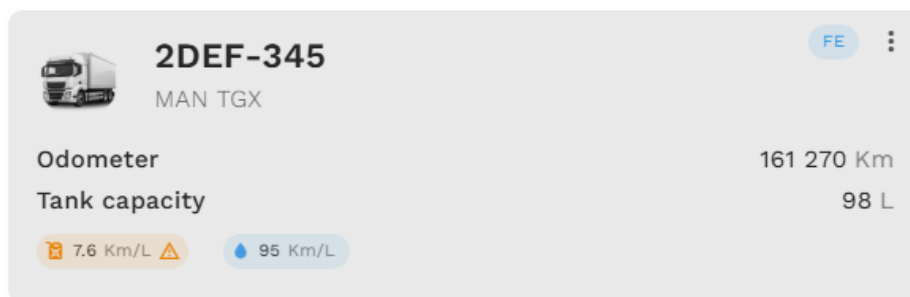 2DEF-345
FE
MAN TGX
Odometer 161 270 Km
Tank capacity 98 L
7.6 Km/L 95 Km/L